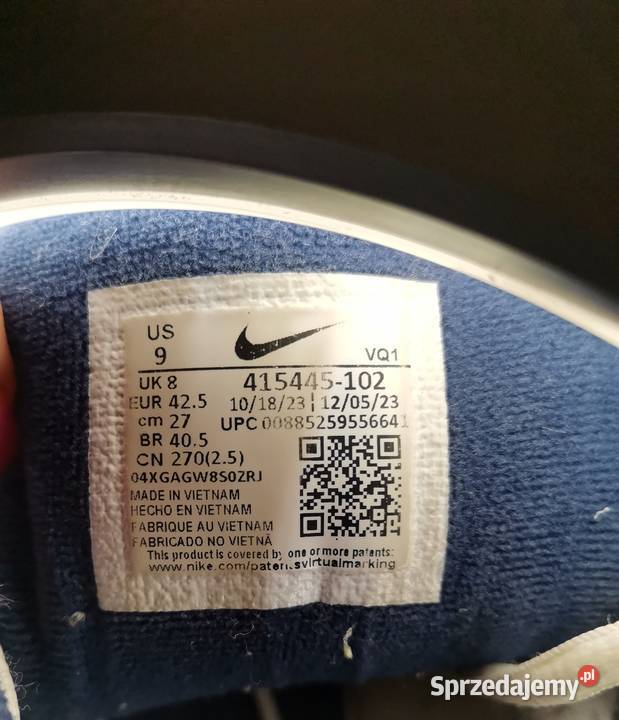 US
9
VQ1
UK 8
415445-102
EUR 42.5
10/18/23 | 12/05/23
cm 27
UPC 00885259556641
BR 40.5
CN 270(2.5)
04XGAGW8S0ZRJ
MADE IN VIETNAM
HECHO EN VIETNAM
FABRIQUE AU VIETNAM
FABRICADO NO VIETNÃ
This product is covered by one or more patents:
www.nike.com/patentsvirtualmarking
Sprzedajemy.pl